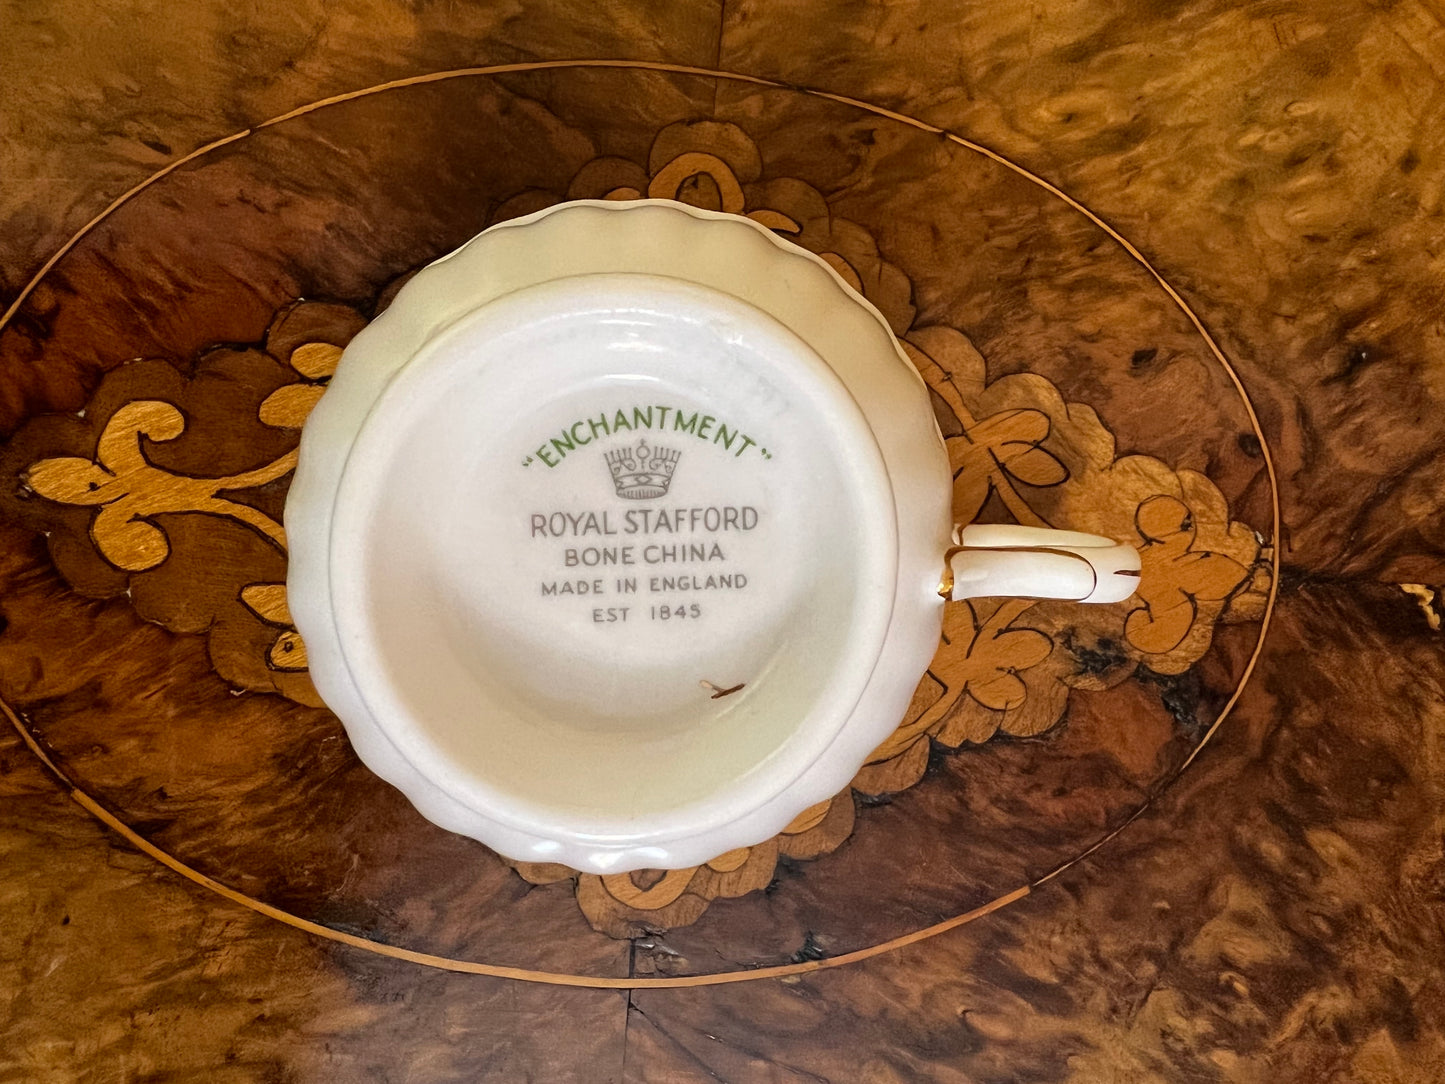 "ENCHANTMENT"
ROYAL STAFFORD
BONE CHINA
MADE IN ENGLAND
EST 1845